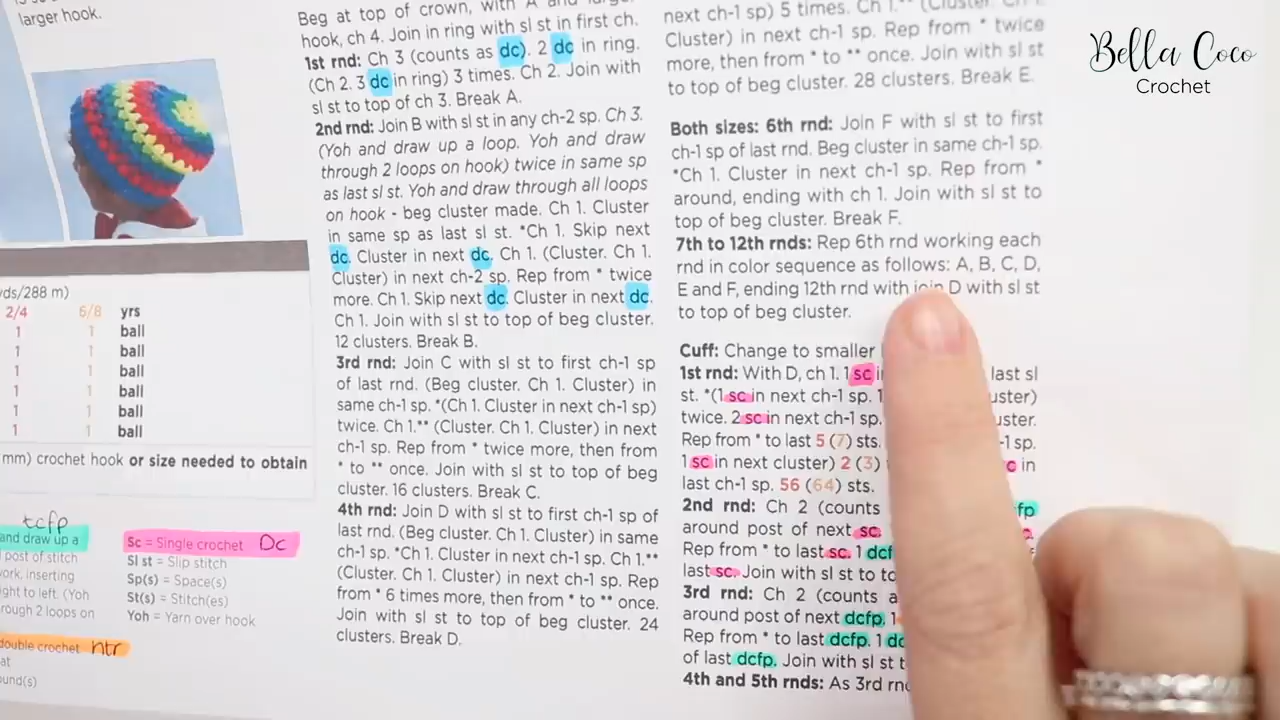 larger hook.
yds/288 m)
2/4 6/8 yrs
1 1 ball
1 1 ball
1 1 ball
1 1 ball
1 1 ball
mm) crochet hook or size needed to obtain
tcfp
and draw up a
post of stitch
work, inserting
ight to left. (Yoh
rough 2 loops on
double crochet htr
at
ound(s)
Sc = Single crochet Dc
Sl st = Slip stitch
Sp(s) = Space(s)
St(s) = Stitch(es)
Yoh = Yarn over hook
Beg at top of crown, with A and larger
hook, ch 4. Join in ring with sl st in first ch.
1st rnd: Ch 3 (counts as dc). 2 dc in ring.
(Ch 2. 3 dc in ring) 3 times. Ch 2. Join with
sl st to top of ch 3. Break A.
2nd rnd: Join B with sl st in any ch-2 sp. Ch 3.
(Yoh and draw up a loop. Yoh and draw
through 2 loops on hook) twice in same sp
as last sl st. Yoh and draw through all loops
on hook - beg cluster made. Ch 1. Cluster
in same sp as last sl st. *Ch 1. Skip next
dc. Cluster in next dc. Ch 1. (Cluster. Ch 1.
Cluster) in next ch-2 sp. Rep from * twice
more. Ch 1. Skip next dc. Cluster in next dc.
Ch 1. Join with sl st to top of beg cluster.
12 clusters. Break B.
3rd rnd: Join C with sl st to first ch-1 sp
of last rnd. (Beg cluster. Ch 1. Cluster) in
same ch-1 sp. *(Ch 1. Cluster in next ch-1 sp)
twice. Ch 1.** (Cluster. Ch 1. Cluster) in next
ch-1 sp. Rep from * twice more, then from
* to ** once. Join with sl st to top of beg
cluster. 16 clusters. Break C.
4th rnd: Join D with sl st to first ch-1 sp of
last rnd. (Beg cluster. Ch 1. Cluster) in same
ch-1 sp. *Ch 1. Cluster in next ch-1 sp. Ch 1.**
(Cluster. Ch 1. Cluster) in next ch-1 sp. Rep
from * 6 times more, then from * to ** once.
Join with sl st to top of beg cluster. 24
clusters. Break D.
next ch-1 sp) 5 times. Ch 1.** (Cluster. Ch 1.
Cluster) in next ch-1 sp. Rep from * twice
more, then from * to ** once. Join with sl st
to top of beg cluster. 28 clusters. Break E.
Both sizes: 6th rnd: Join F with sl st to first
ch-1 sp of last rnd. Beg cluster in same ch-1 sp.
*Ch 1. Cluster in next ch-1 sp. Rep from *
around, ending with ch 1. Join with sl st to
top of beg cluster. Break F.
7th to 12th rnds: Rep 6th rnd working each
rnd in color sequence as follows: A, B, C, D,
E and F, ending 12th rnd with join D with sl st
to top of beg cluster.
Cuff: Change to smaller
1st rnd: With D, ch 1. 1 sc in last sl
st. *(1 sc in next ch-1 sp. 1 uster)
twice. 2 sc in next ch-1 sp. uster.
Rep from * to last 5 (7) sts. -1 sp.
1 sc in next cluster) 2 (3) c in
last ch-1 sp. 56 (64) sts.
2nd rnd: Ch 2 (counts fp
around post of next sc.
Rep from * to last sc. 1 dcf
last sc. Join with sl st to to
3rd rnd: Ch 2 (counts a
around post of next dcfp. 1
Rep from * to last dcfp. 1 dc
of last dcfp. Join with sl st t
4th and 5th rnds: As 3rd rnd
Bella Coco
Crochet